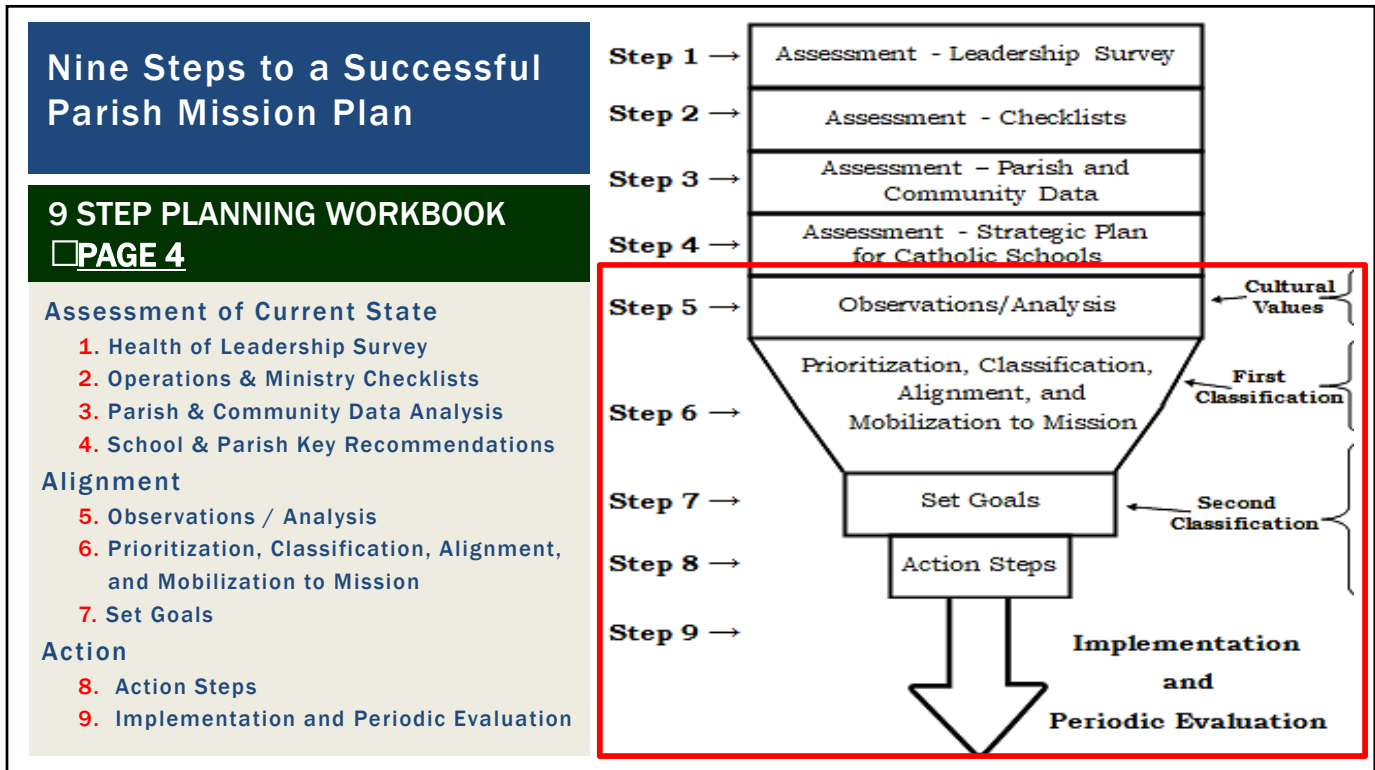 Nine Steps to a Successful
Parish Mission Plan
9 STEP PLANNING WORKBOOK
☐PAGE 4
Assessment of Current State
1. Health of Leadership Survey
2. Operations & Ministry Checklists
3. Parish & Community Data Analysis
4. School & Parish Key Recommendations
Alignment
5. Observations / Analysis
6. Prioritization, Classification, Alignment,
and Mobilization to Mission
7. Set Goals
Action
8. Action Steps
9. Implementation and Periodic Evaluation
Step 1 →
Assessment - Leadership Survey
Step 2 →
Assessment - Checklists
Step 3 →
Assessment – Parish and
Community Data
Step 4 →
Assessment - Strategic Plan
for Catholic Schools
Step 5 →
Observations/Analysis
Cultural
Values
Step 6 →
Prioritization, Classification,
Alignment, and
Mobilization to Mission
First
Classification
Step 7 →
Set Goals
Second
Classification
Step 8 →
Action Steps
Step 9 →
Implementation
and
Periodic Evaluation